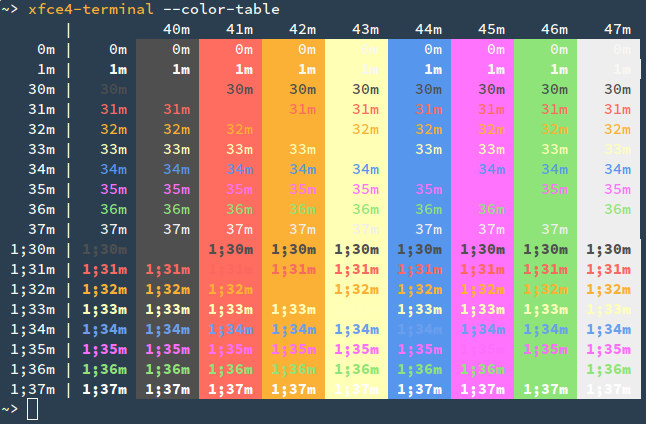 ~> xfce4-terminal --color-table
| 40m 41m 42m 43m 44m 45m 46m 47m
0m | 0m 0m 0m 0m 0m 0m 0m 0m 0m
1m | 1m 1m 1m 1m 1m 1m 1m 1m
30m | 30m 30m 30m 30m 30m 30m 30m 30m
31m | 31m 31m 31m 31m 31m 31m 31m 31m
32m | 32m 32m 32m 32m 32m 32m 32m 32m
33m | 33m 33m 33m 33m 33m 33m 33m 33m
34m | 34m 34m 34m 34m 34m 34m 34m 34m
35m | 35m 35m 35m 35m 35m 35m 35m 35m
36m | 36m 36m 36m 36m 36m 36m 36m 36m
37m | 37m 37m 37m 37m 37m 37m 37m 37m
1;30m | 1;30m 1;30m 1;30m 1;30m 1;30m 1;30m 1;30m 1;30m
1;31m | 1;31m 1;31m 1;31m 1;31m 1;31m 1;31m 1;31m 1;31m
1;32m | 1;32m 1;32m 1;32m 1;32m 1;32m 1;32m 1;32m 1;32m
1;33m | 1;33m 1;33m 1;33m 1;33m 1;33m 1;33m 1;33m 1;33m
1;34m | 1;34m 1;34m 1;34m 1;34m 1;34m 1;34m 1;34m 1;34m 1;34m
1;35m | 1;35m 1;35m 1;35m 1;35m 1;35m 1;35m 1;35m 1;35m
1;36m | 1;36m 1;36m 1;36m 1;36m 1;36m 1;36m 1;36m 1;36m 1;36m
1;37m | 1;37m 1;37m 1;37m 1;37m 1;37m 1;37m 1;37m 1;37m 1;37m
~>